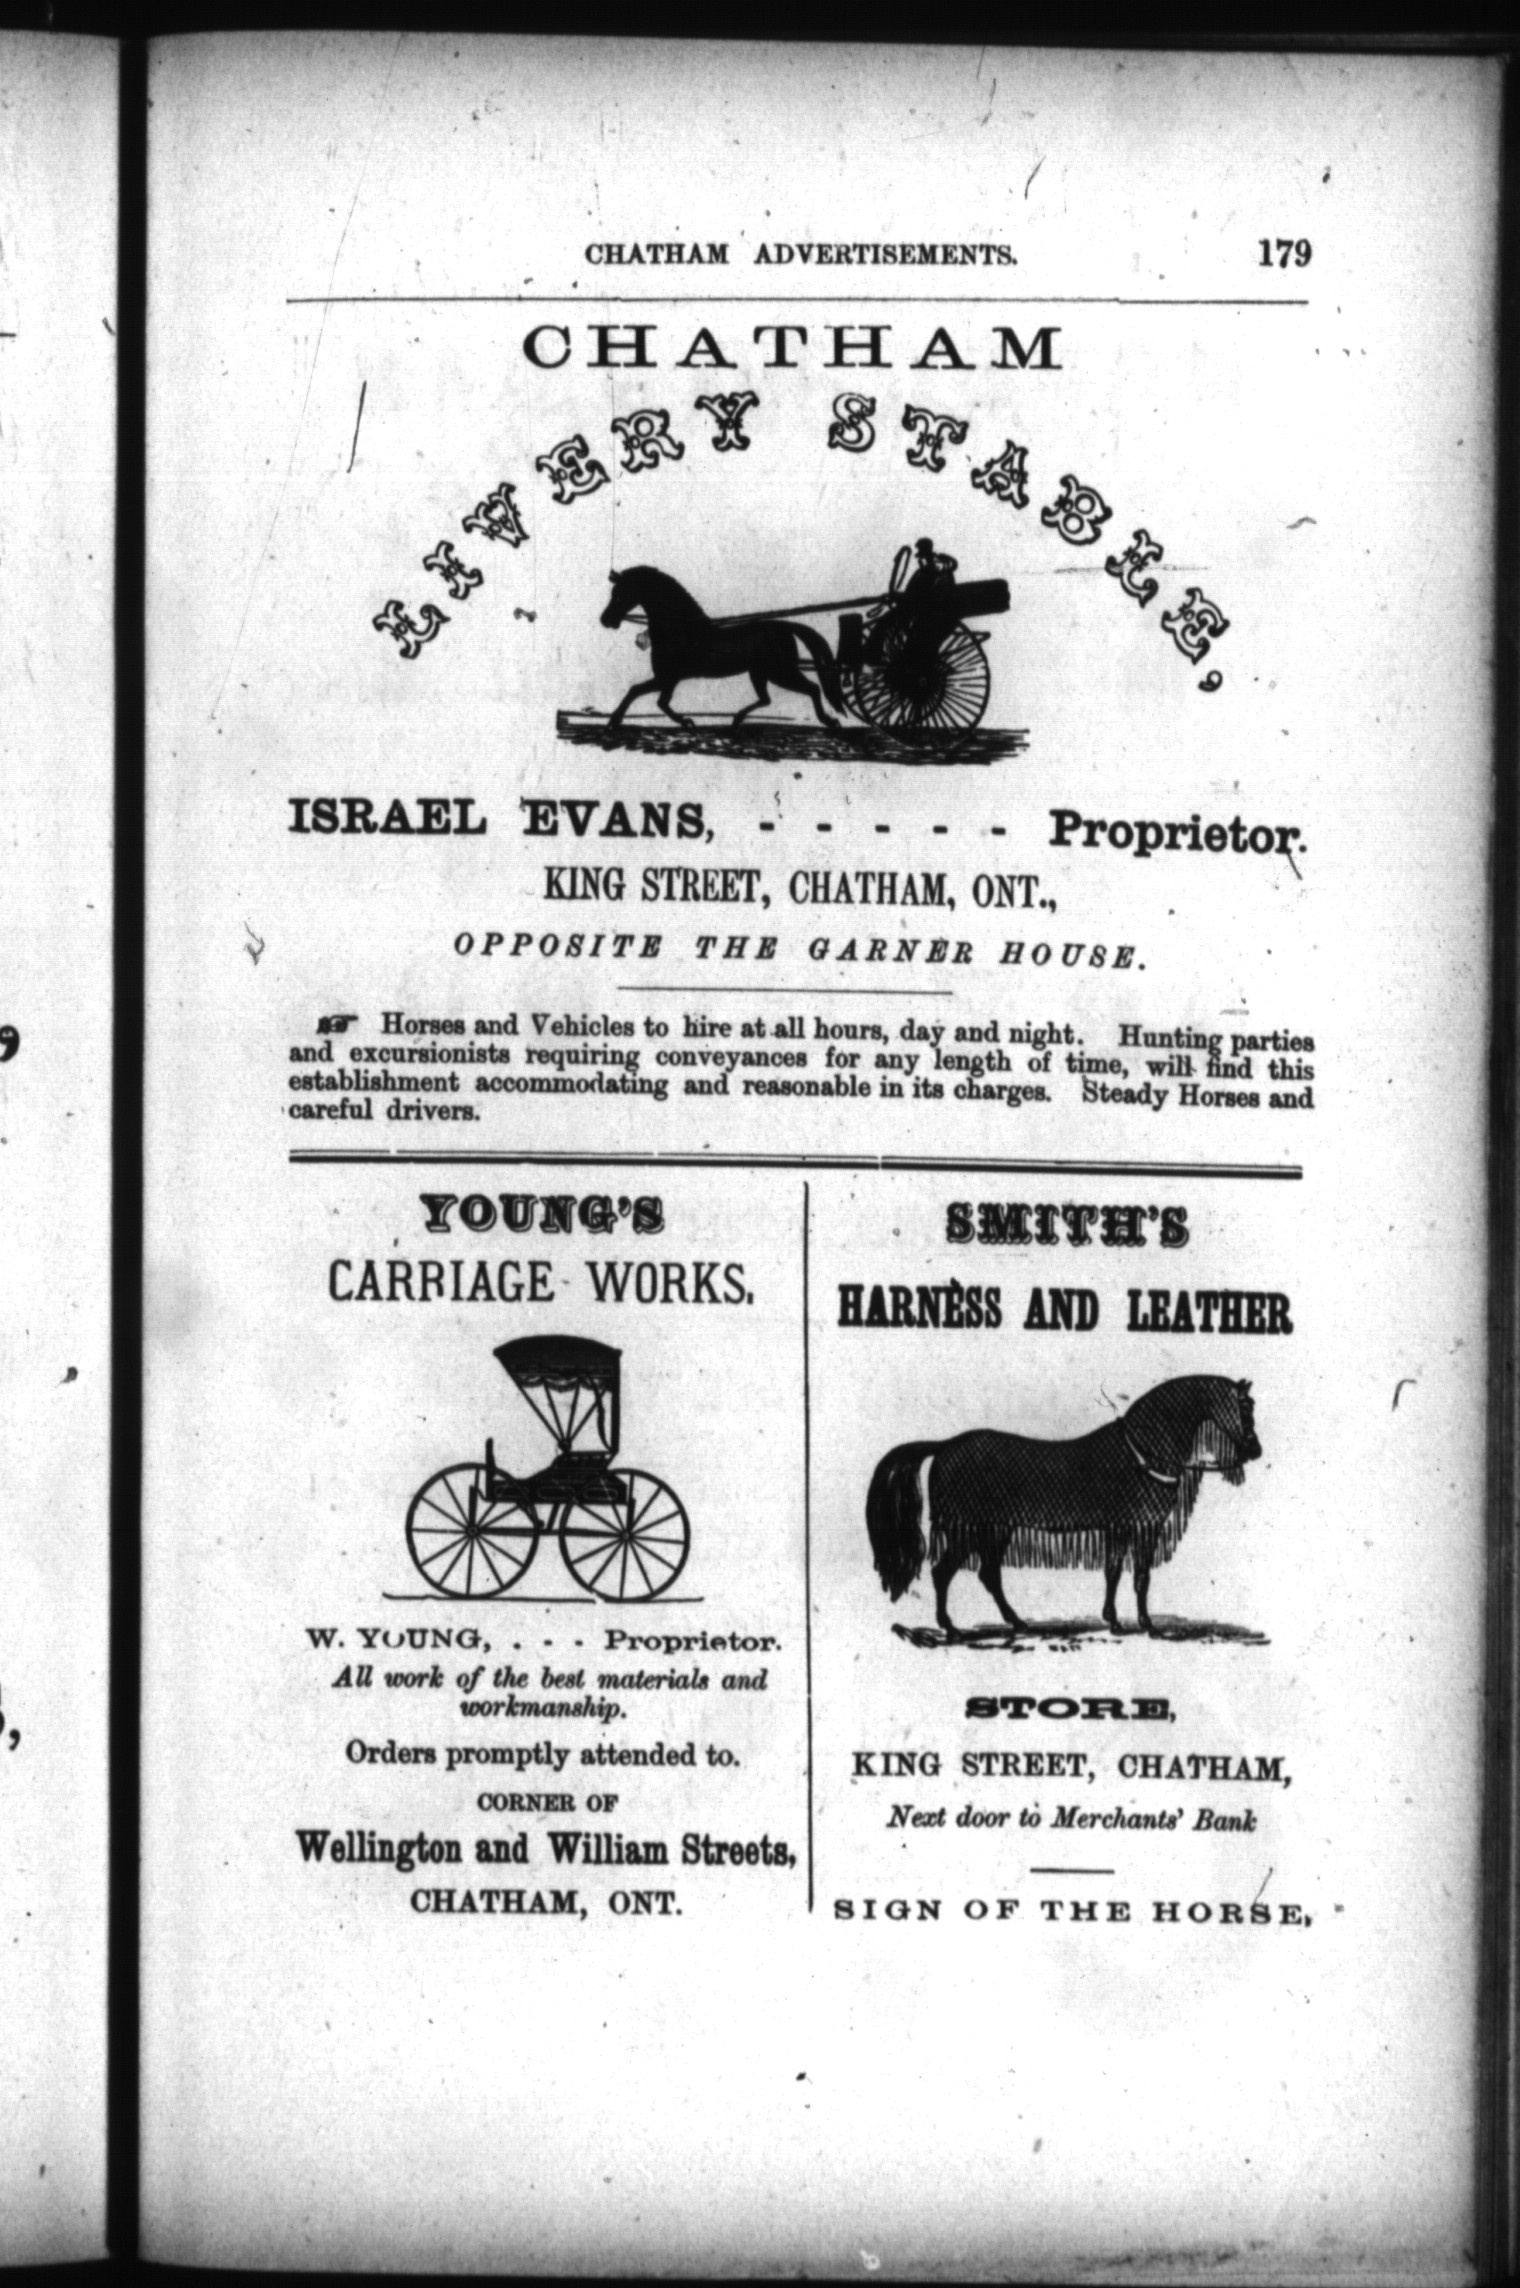 CHATHAM ADVERTISEMENTS. 179
CHATHAM
LIVERY STABLE,
ISRAEL EVANS, - - - - - Proprietor.
KING STREET, CHATHAM, ONT.,
OPPOSITE THE GARNER HOUSE.
☞ Horses and Vehicles to hire at all hours, day and night. Hunting parties
and excursionists requiring conveyances for any length of time, will find this
establishment accommodating and reasonable in its charges. Steady Horses and
careful drivers.
YOUNG'S
CARRIAGE WORKS.
W. YOUNG, . - - Proprietor.
All work of the best materials and
workmanship.
Orders promptly attended to.
CORNER OF
Wellington and William Streets,
CHATHAM, ONT.
SMITH'S
HARNESS AND LEATHER
STORE,
KING STREET, CHATHAM,
Next door to Merchants' Bank
SIGN OF THE HORSE,